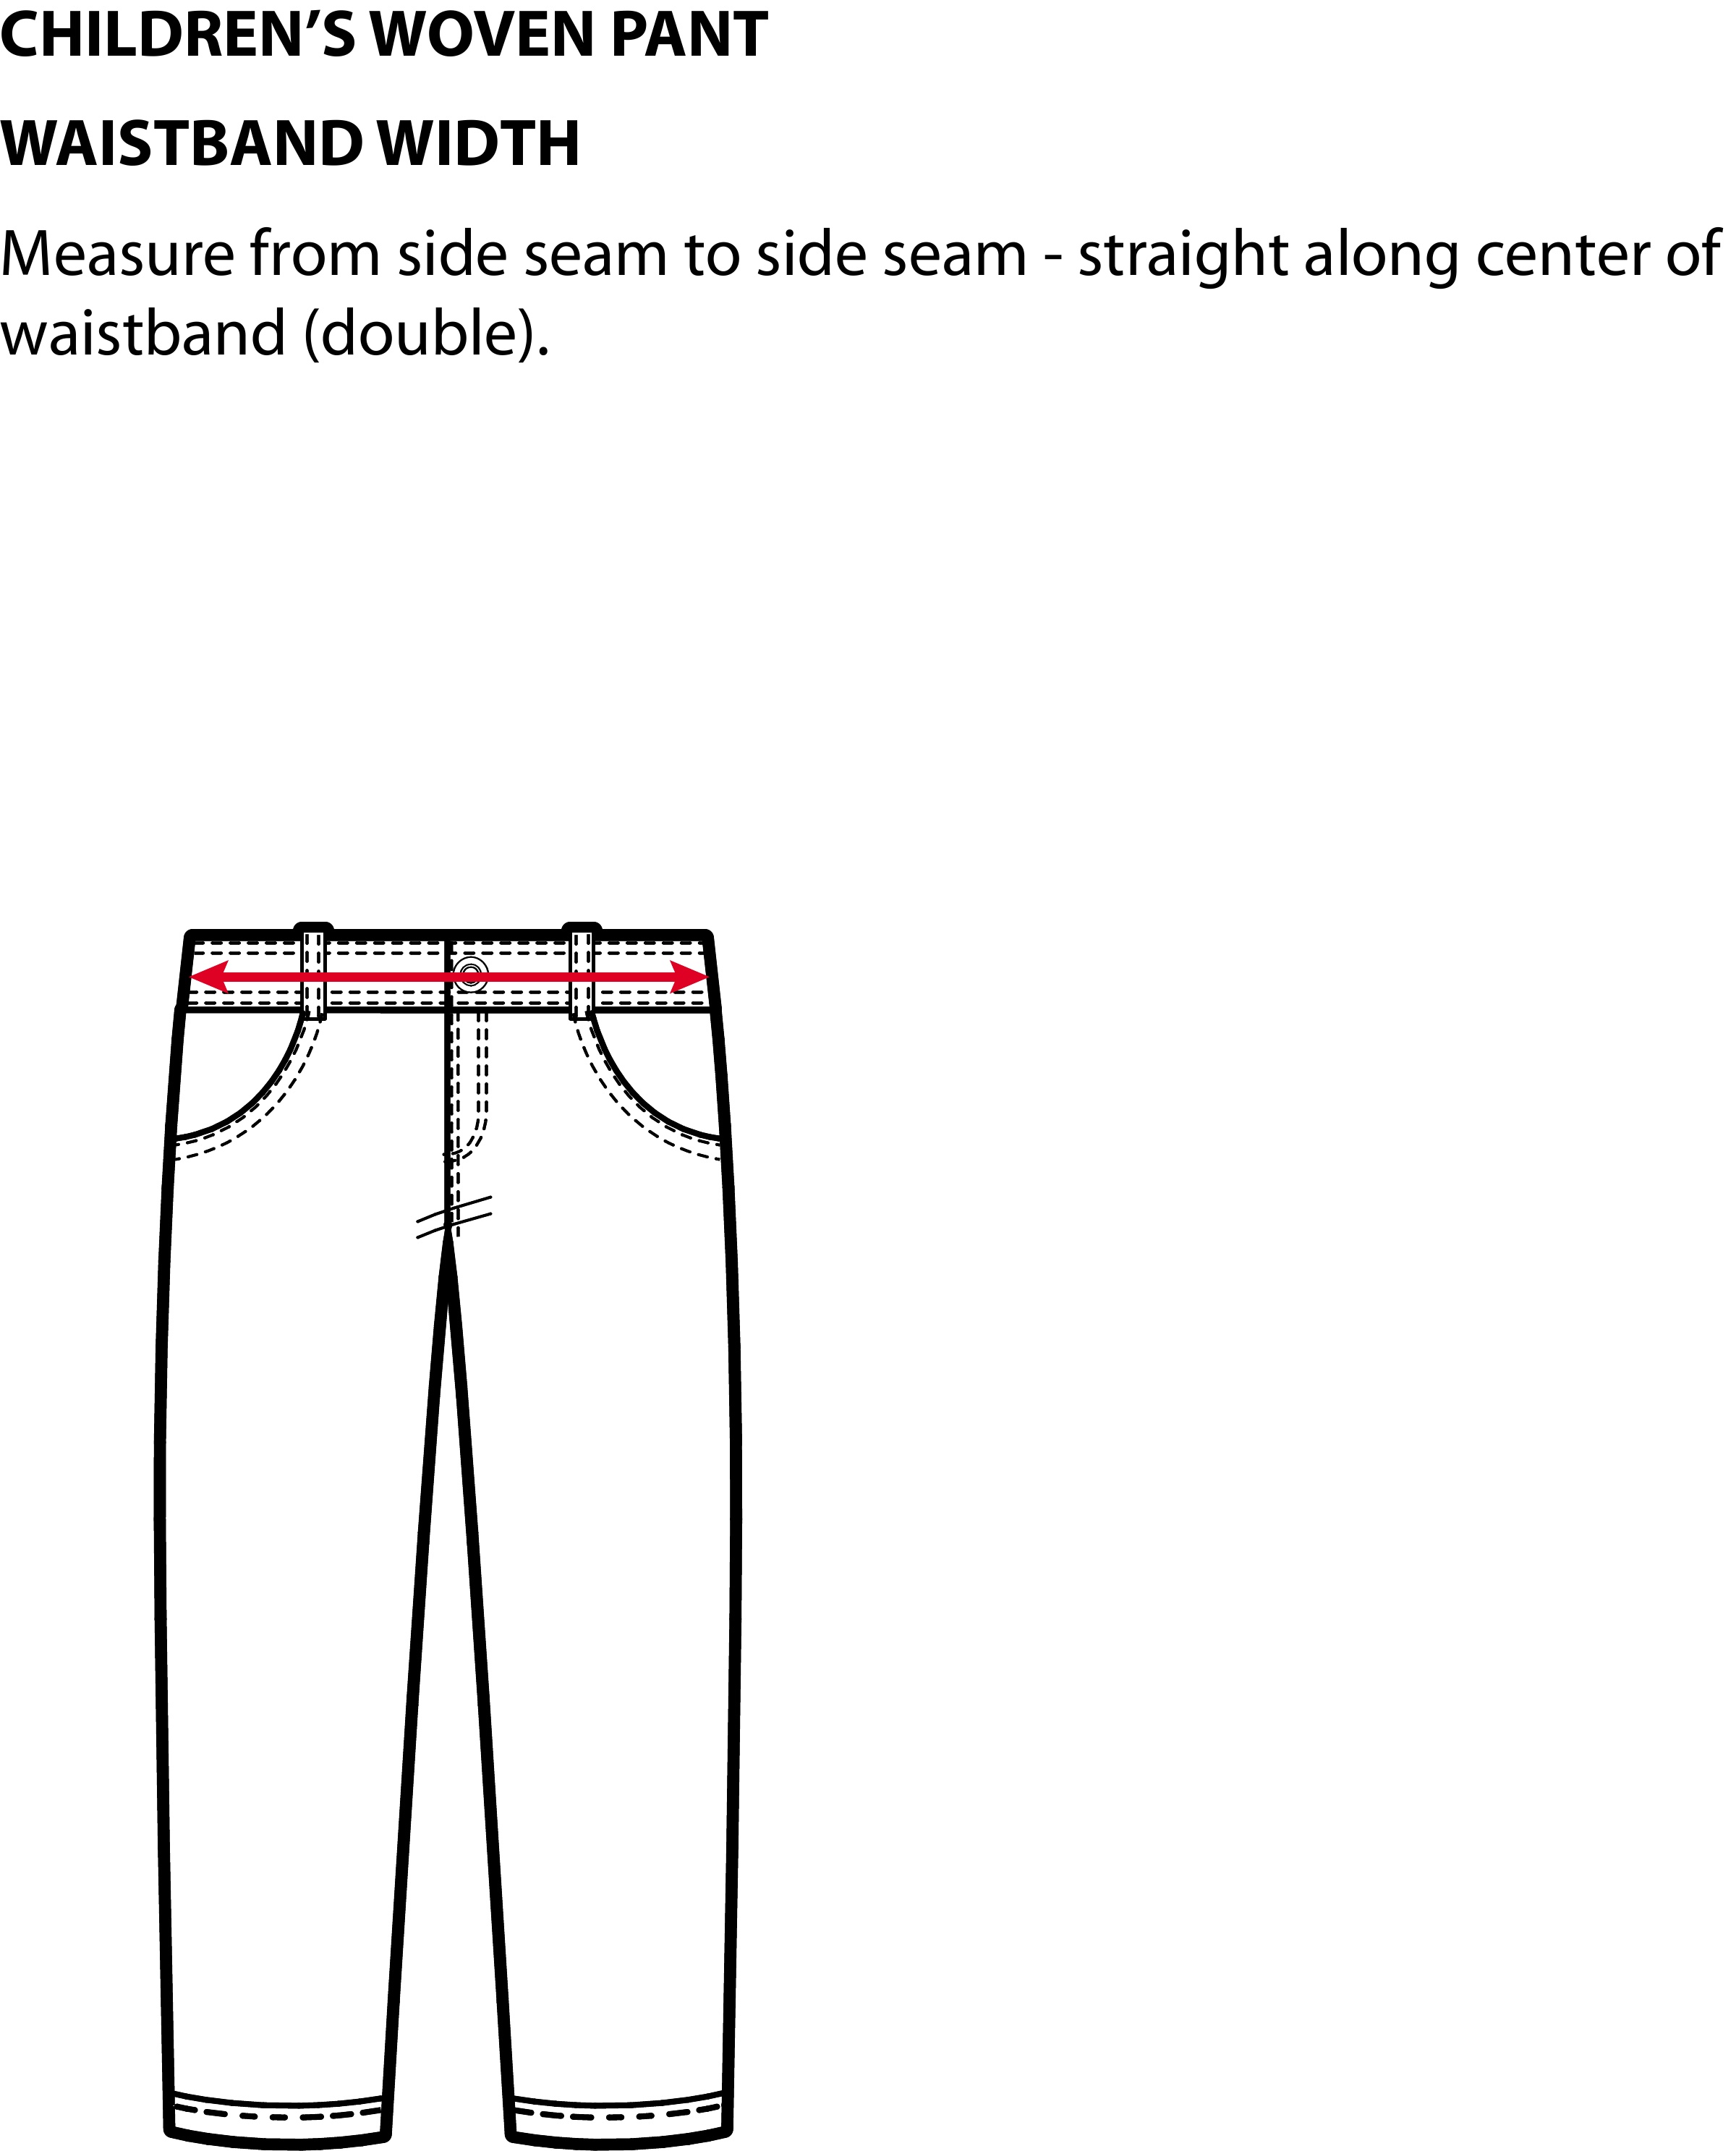 CHILDREN’S WOVEN PANT
WAISTBAND WIDTH
Measure from side seam to side seam - straight along center of
waistband (double).